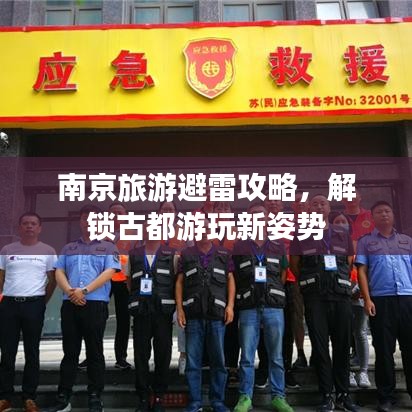 应急
应急救援
救援
苏(民)应急装备字No:32001号
南京旅游避雷攻略，解
锁古都游玩新姿势
Champion